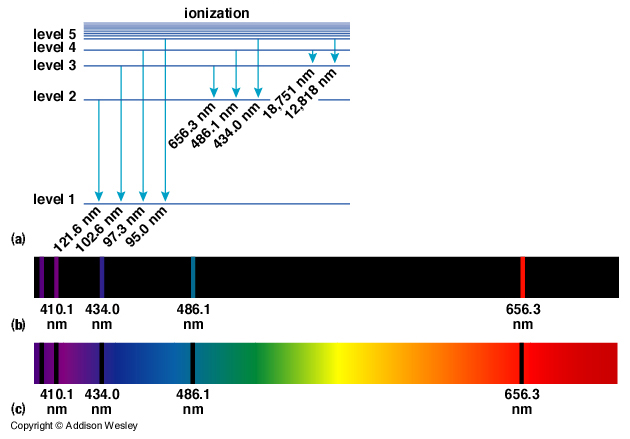 ionization
level 5
level 4
level 3
level 2
level 1
656.3 nm
486.1 nm
434.0 nm
18,751 nm
12,818 nm
121.6 nm
102.6 nm
97.3 nm
95.0 nm
(a)
410.1 nm
434.0 nm
486.1 nm
656.3 nm
(b)
410.1 nm
434.0 nm
486.1 nm
656.3 nm
(c)
Copyright © Addison Wesley